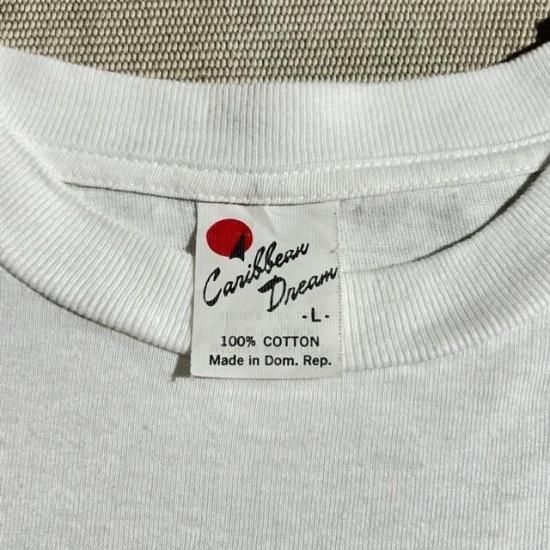 Caribbean
Dream
-L-
100% COTTON
Made in Dom. Rep.